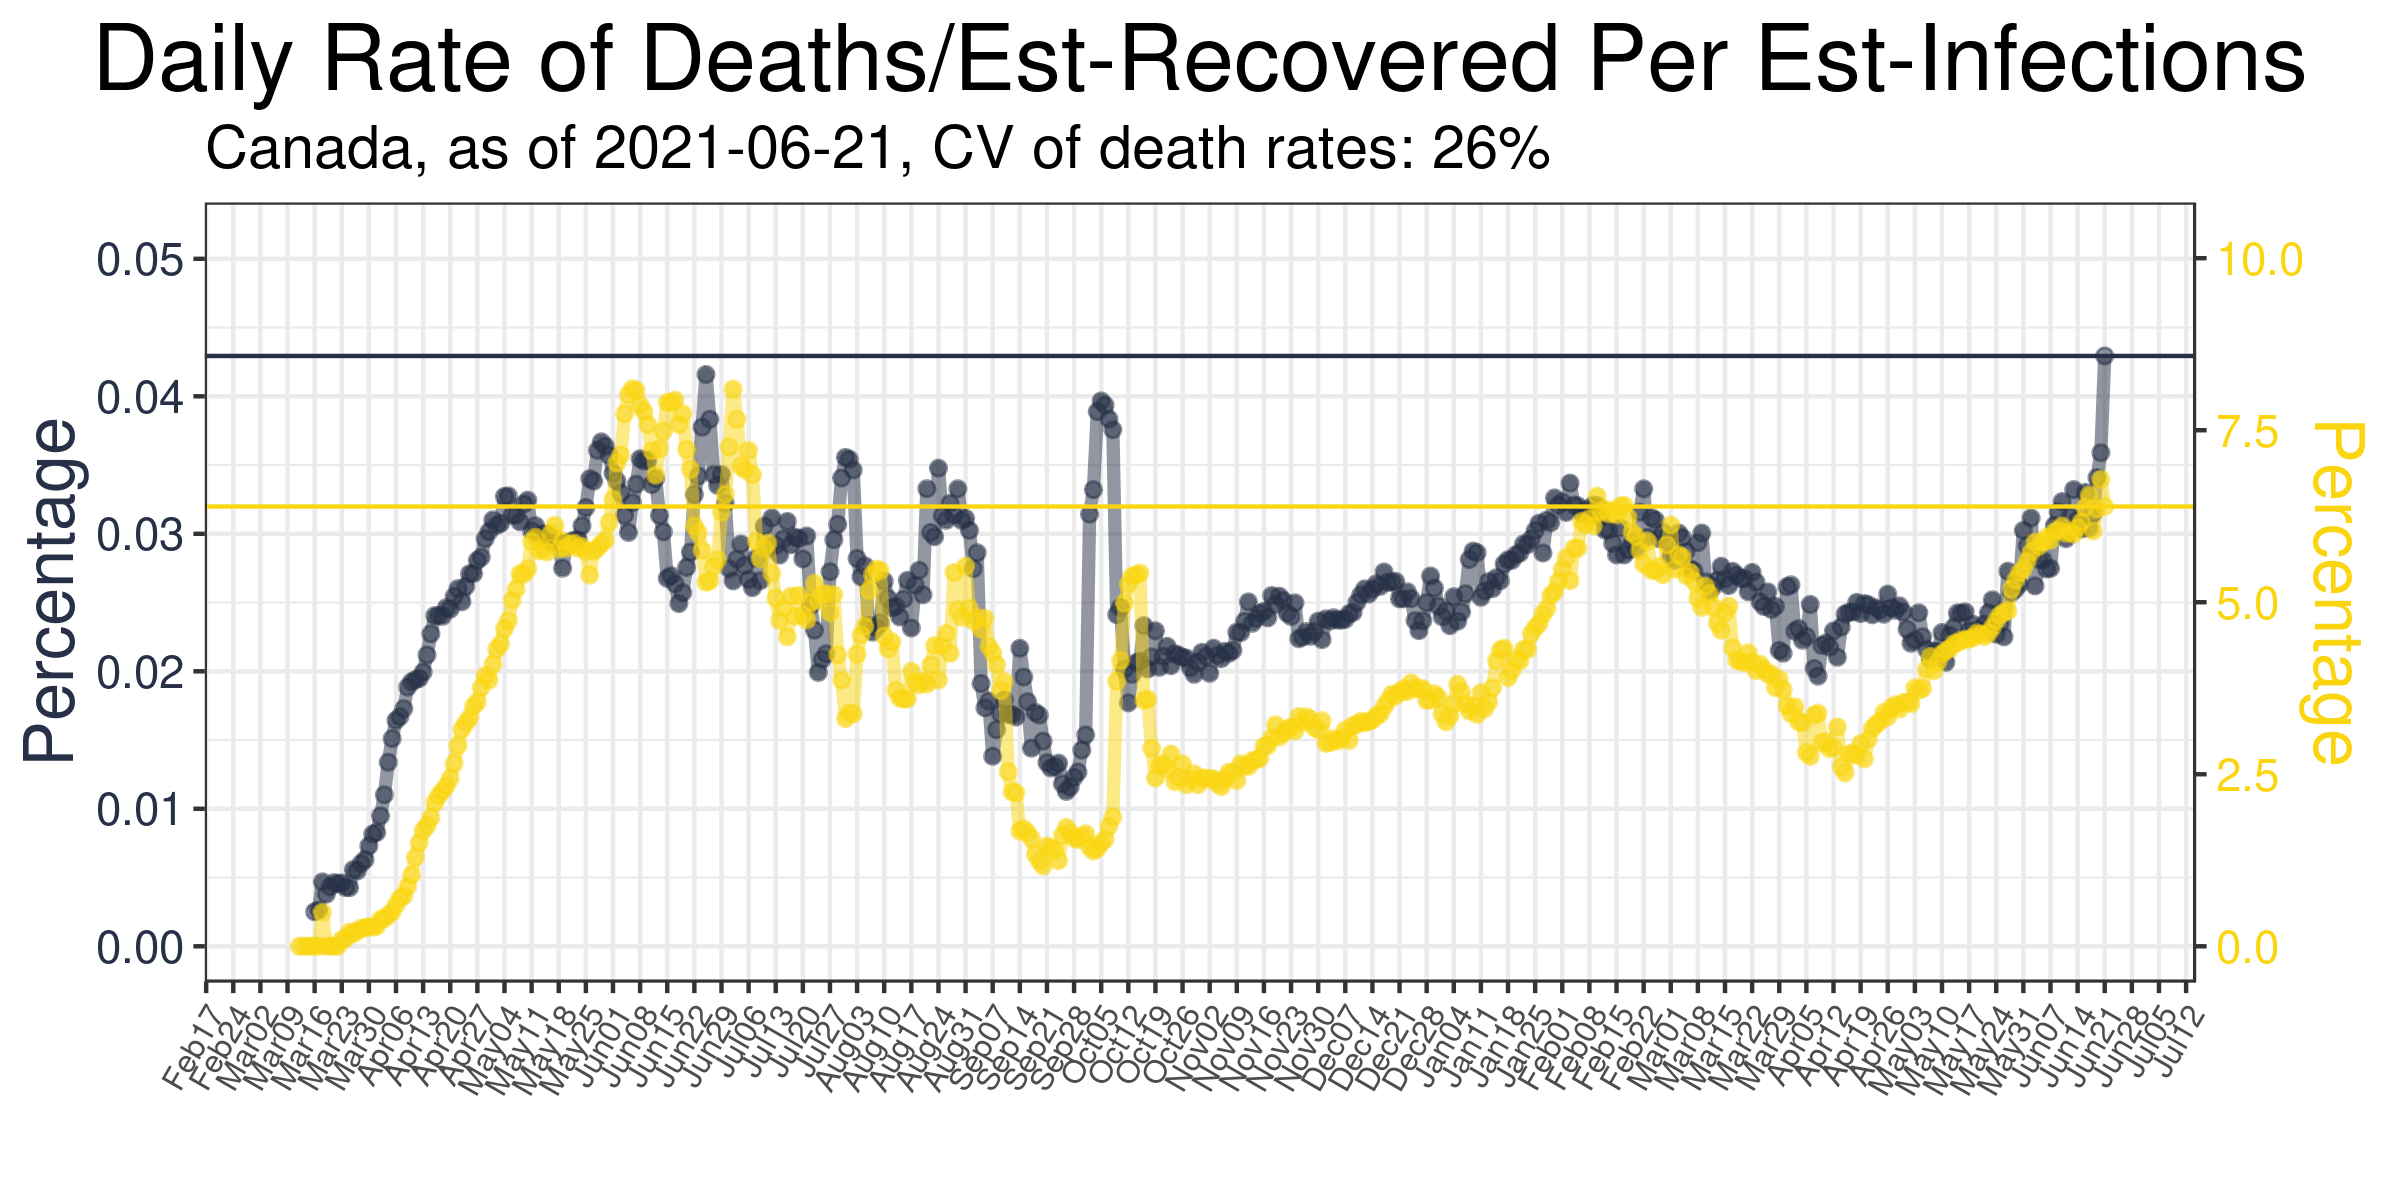 Daily Rate of Deaths/Est-Recovered Per Est-Infections
Canada, as of 2021-06-21, CV of death rates: 26%
Percentage
0.05
0.04
0.03
0.02
0.01
0.00
10.0
7.5
5.0
2.5
0.0
Percentage
Feb17
Feb24
Mar02
Mar09
Mar16
Mar23
Mar30
Apr06
Apr13
Apr20
Apr27
May04
May11
May18
May25
Jun01
Jun08
Jun15
Jun22
Jun29
Jul06
Jul13
Jul20
Jul27
Aug03
Aug10
Aug17
Aug24
Aug31
Sep07
Sep14
Sep21
Sep28
Oct05
Oct12
Oct19
Oct26
Nov02
Nov09
Nov16
Nov23
Nov30
Dec07
Dec14
Dec21
Dec28
Jan04
Jan11
Jan18
Jan25
Feb01
Feb08
Feb15
Feb22
Mar01
Mar08
Mar15
Mar22
Mar29
Apr05
Apr12
Apr19
Apr26
May03
May10
May17
May24
May31
Jun07
Jun14
Jun21
Jun28
Jul05
Jul12